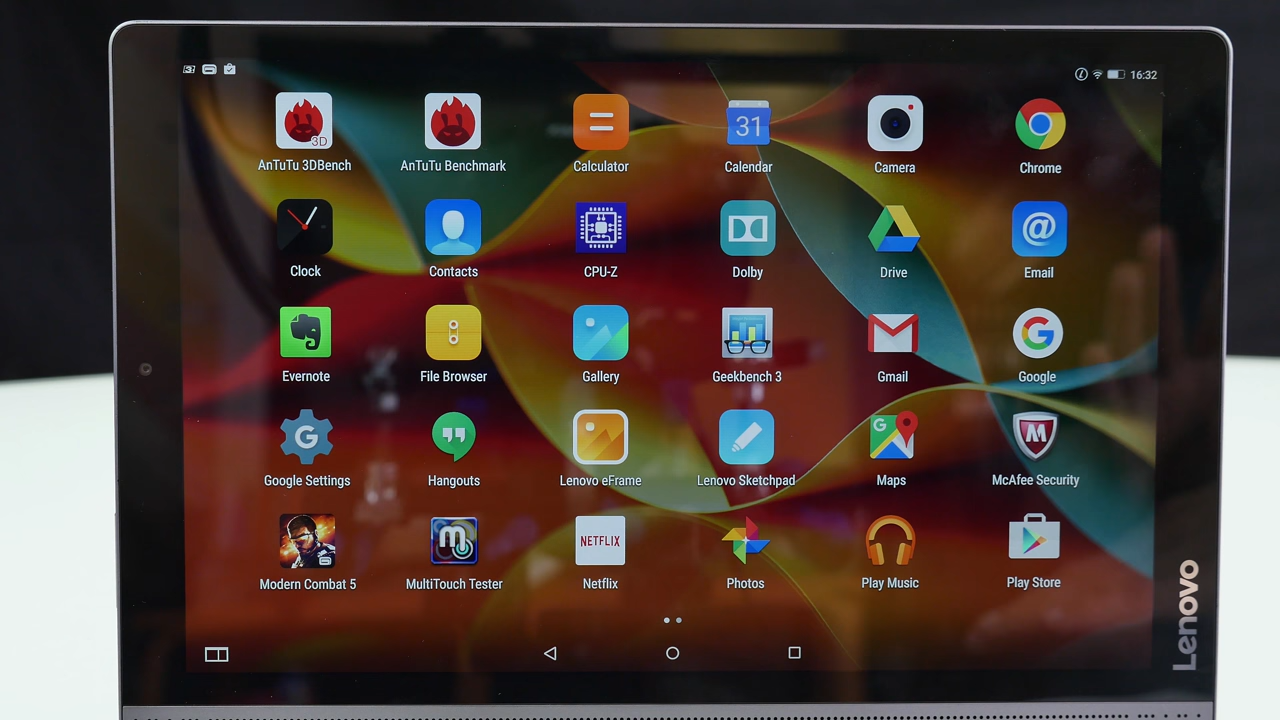 16:32
3D
AnTuTu 3DBench
AnTuTu Benchmark
Calculator
31
Calendar
Camera
Chrome
Clock
Contacts
CPU-Z
Dolby
Drive
@
Email
Evernote
File Browser
Gallery
Geekbench 3
Gmail
G
Google
G
Google Settings
Hangouts
Lenovo eFrame
Lenovo Sketchpad
G
Maps
M
McAfee Security
Modern Combat 5
m
MultiTouch Tester
NETFLIX
Netflix
Photos
Play Music
Play Store
Lenovo